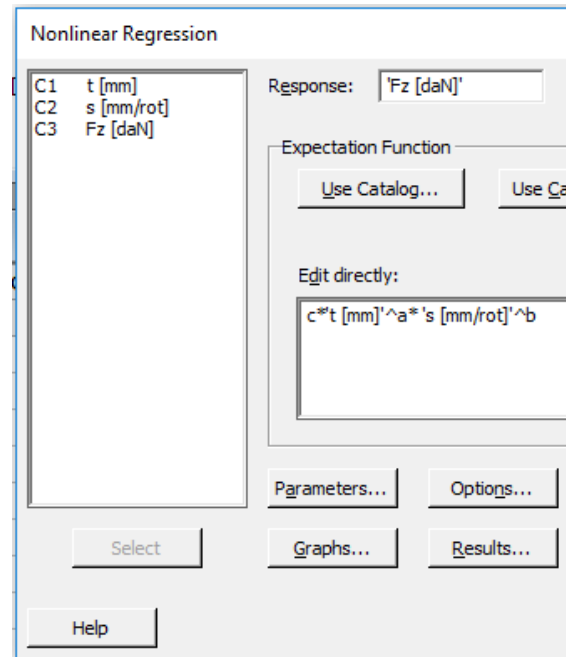 Nonlinear Regression
C1 t [mm]
C2 s [mm/rot]
C3 Fz [daN]
Response: 'Fz [daN]'
Expectation Function
Use Catalog...
Edit directly:
c*'t [mm]'^a* 's [mm/rot]'^b
Parameters... Options...
Select Graphs... Results...
Help